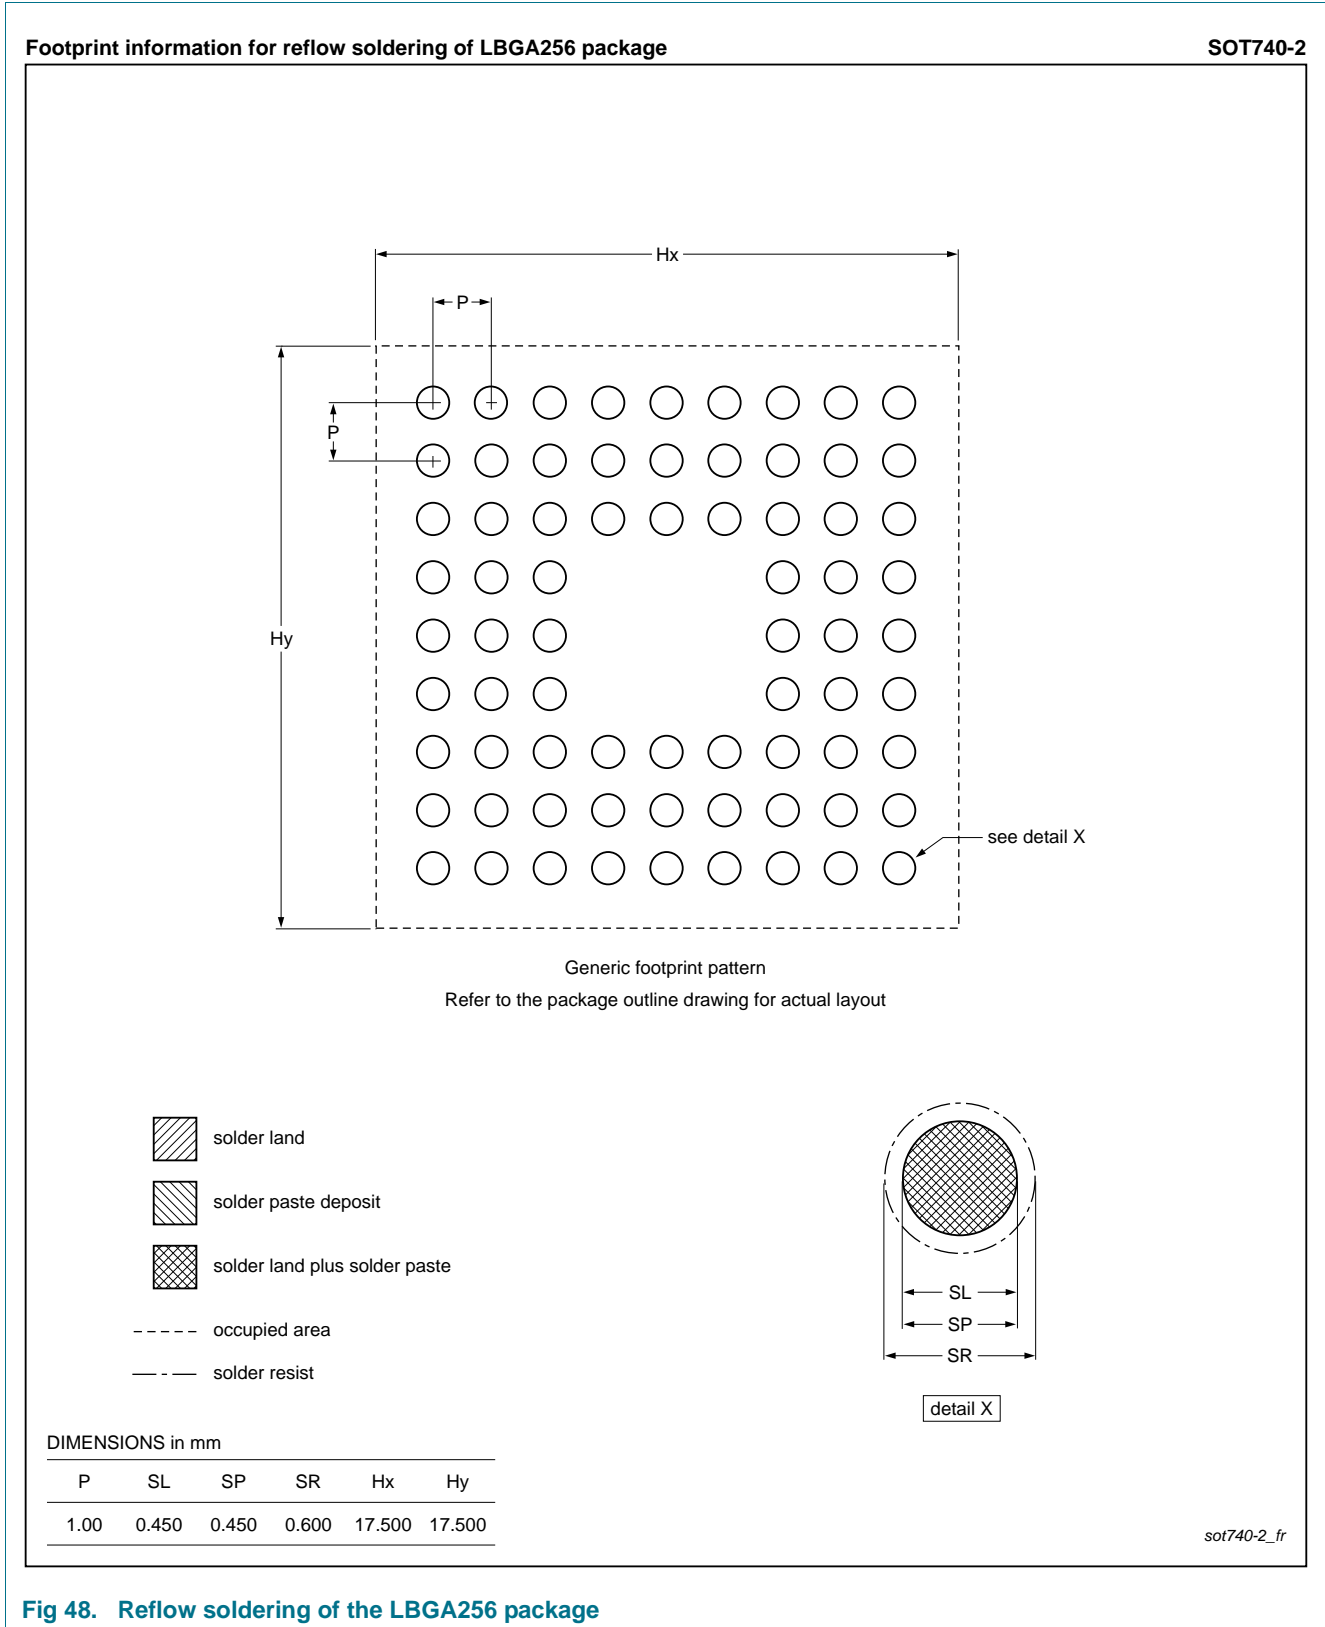 Footprint information for reflow soldering of LBGA256 package SOT740-2
Hx
P
P
Hy
see detail X
Generic footprint pattern
Refer to the package outline drawing for actual layout
solder land
solder paste deposit
solder land plus solder paste
occupied area
solder resist
SL
SP
SR
detail X
DIMENSIONS in mm
P SL SP SR Hx Hy
1.00 0.450 0.450 0.600 17.500 17.500
sot740-2_fr
Fig 48. Reflow soldering of the LBGA256 package